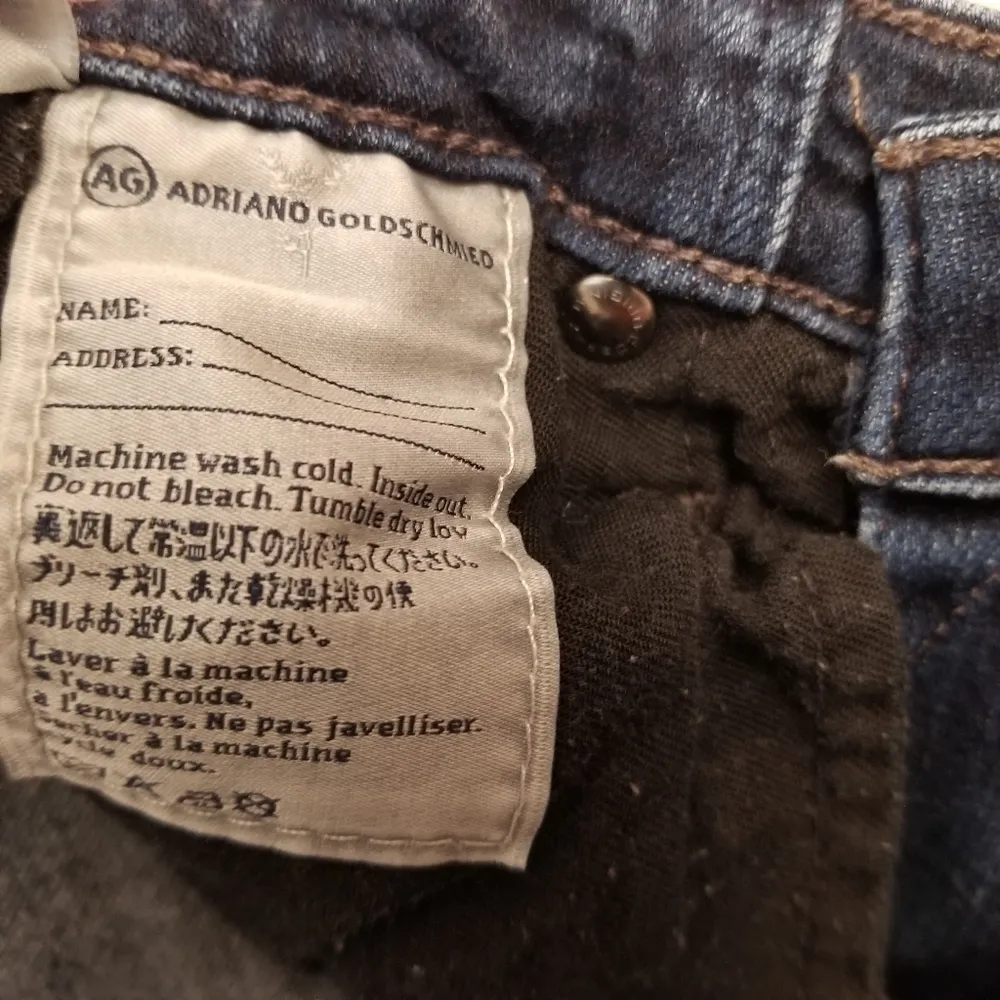 AG ADRIANO GOLDSCHMIED
NAME:
ADDRESS:
Machine wash cold. Inside out.
Do not bleach. Tumble dry low
裏返して常温以下の水で洗ってください。
ブリーチ剤、また乾燥機の使
用はお避けください。
Laver à la machine
à l'eau froide,
à l'envers. Ne pas javelliser.
Sécher à la machine
cycle doux.